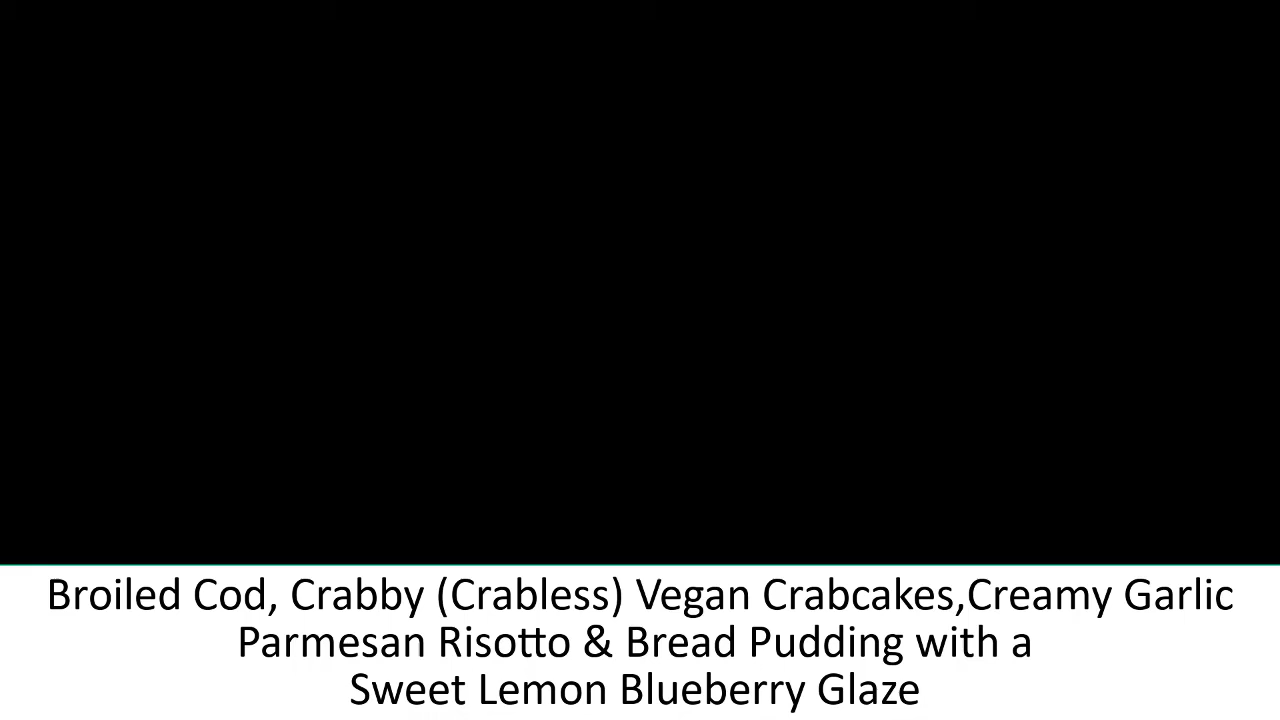 Broiled Cod, Crabby (Crabless) Vegan Crabcakes,Creamy Garlic
Parmesan Risotto & Bread Pudding with a
Sweet Lemon Blueberry Glaze